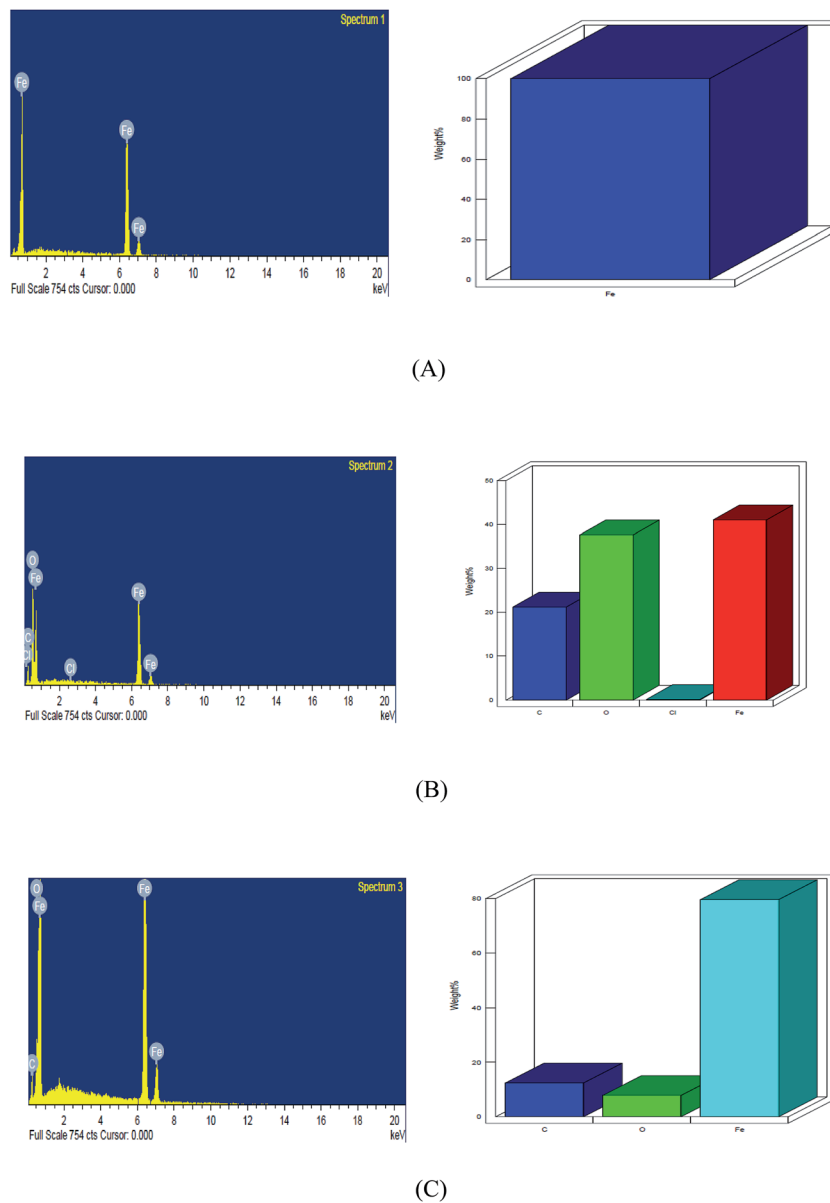 Spectrum 1
Fe
Fe
Fe
2 4 6 8 10 12 14 16 18 20
Full Scale 754 cts Cursor: 0.000 keV
Weight%
100
80
60
40
20
0
Fe
(A)
Spectrum 2
O
Fe
Fe
C
Cl
Cl
Fe
2 4 6 8 10 12 14 16 18 20
Full Scale 754 cts Cursor: 0.000 keV
Weight%
50
40
30
20
10
0
C O Cl Fe
(B)
Spectrum 3
O
Fe
Fe
C
Fe
2 4 6 8 10 12 14 16 18 20
Full Scale 754 cts Cursor: 0.000 keV
Weight%
80
60
40
20
0
C O Fe
(C)